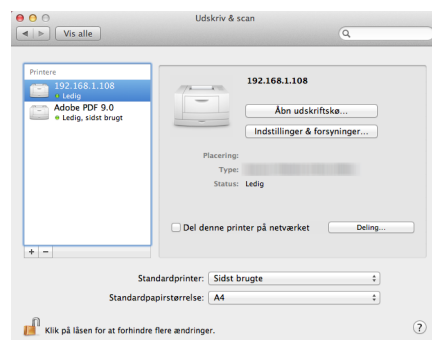 Udskriv & scan
Vis alle
Printere
192.168.1.108
Ledig
Adobe PDF 9.0
Ledig, sidst brugt
192.168.1.108
Åbn udskriftskø...
Indstillinger & forsyninger...
Placering:
Type:
Status: Ledig
Del denne printer på netværket
Deling...
+ −
Standardprinter: Sidst brugte
Standardpapirstørrelse: A4
Klik på låsen for at forhindre flere ændringer.
?